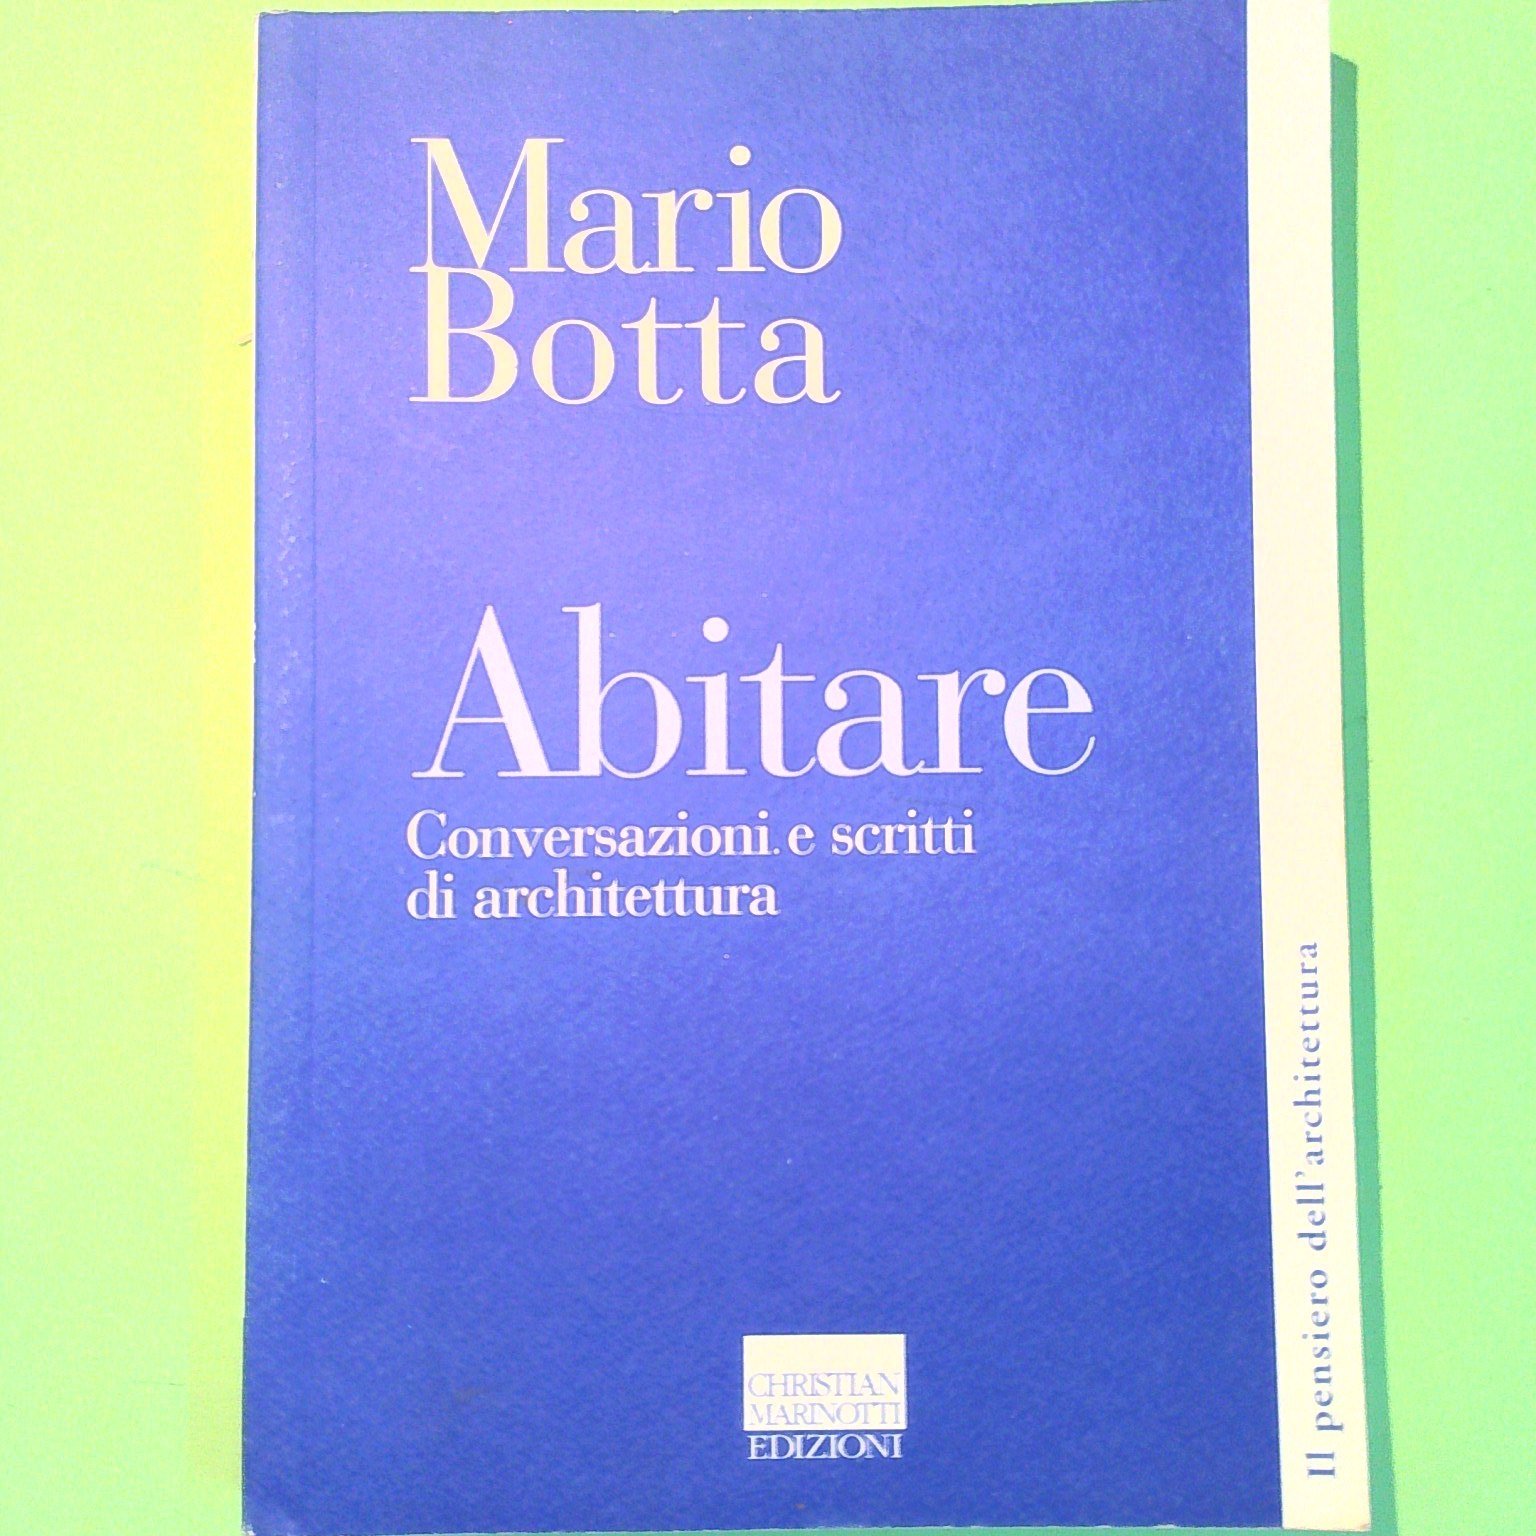 Mario
Botta
Abitare
Conversazioni e scritti
di architettura
CHRISTIAN
MARINOTTI
EDIZIONI
Il pensiero dell'architettura